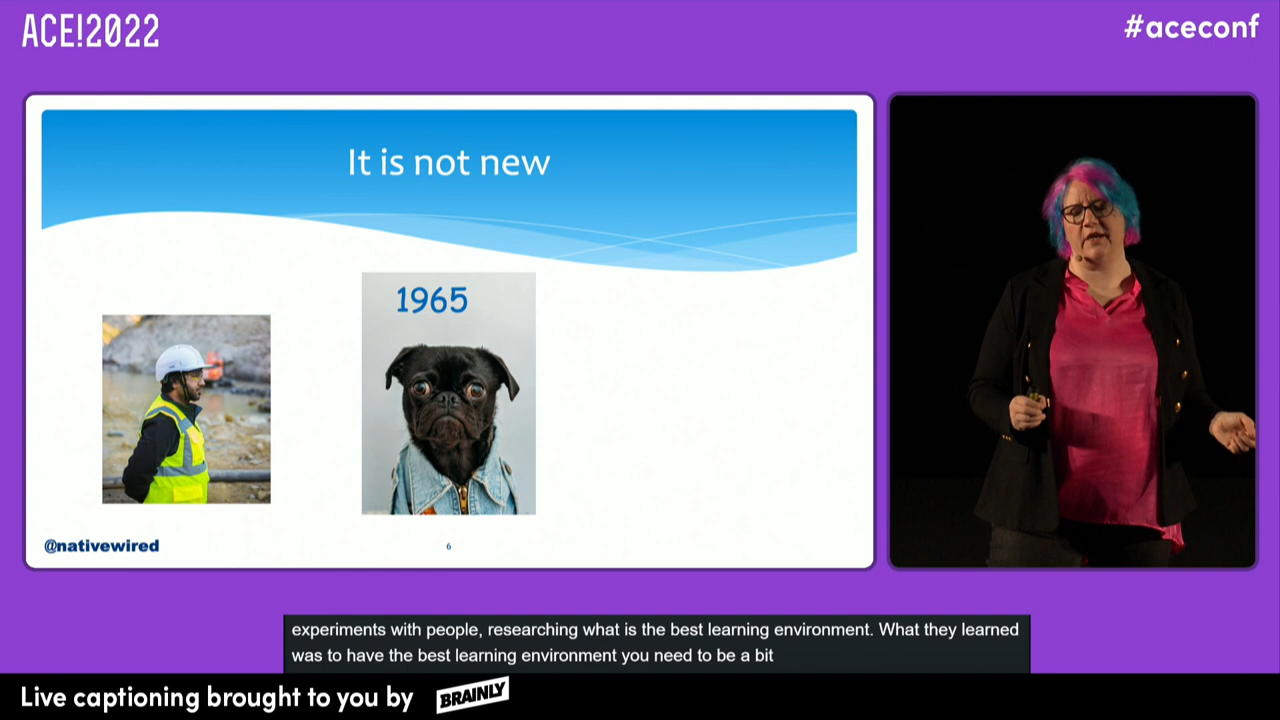 ACE!2022
#aceconf
It is not new
1965
@nativewired
6
experiments with people, researching what is the best learning environment. What they learned
was to have the best learning environment you need to be a bit
Live captioning brought to you by BRAINLY